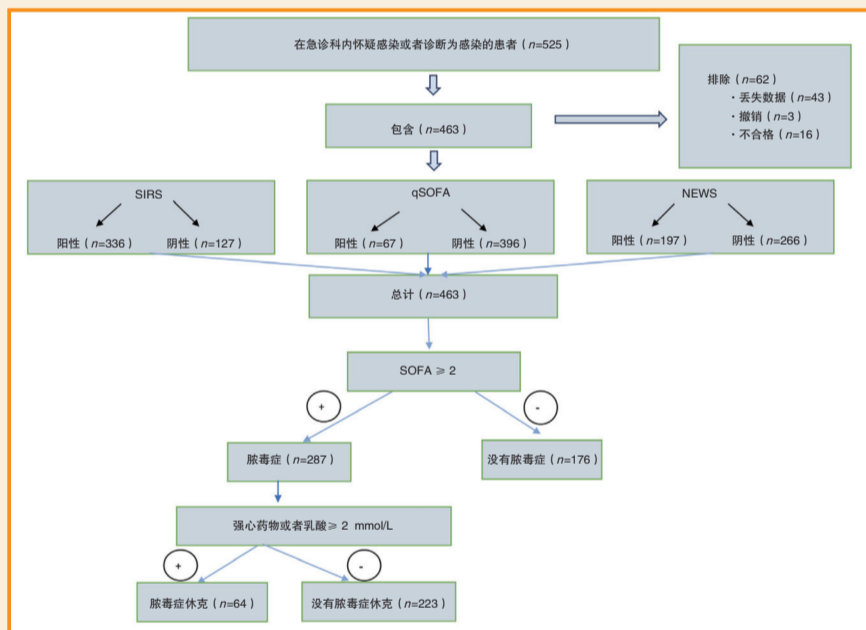 在急诊科内怀疑感染或者诊断为感染的患者（n=525）
排除（n=62）
・丢失数据（n=43）
・撤销（n=3）
・不合格（n=16）
包含（n=463）
SIRS
阳性（n=336） 阴性（n=127）
qSOFA
阳性（n=67） 阴性（n=396）
NEWS
阳性（n=197） 阴性（n=266）
总计（n=463）
SOFA ≥ 2
+
-
脓毒症（n=287）
没有脓毒症（n=176）
强心药物或者乳酸≥ 2 mmol/L
+
-
脓毒症休克（n=64）
没有脓毒症休克（n=223）